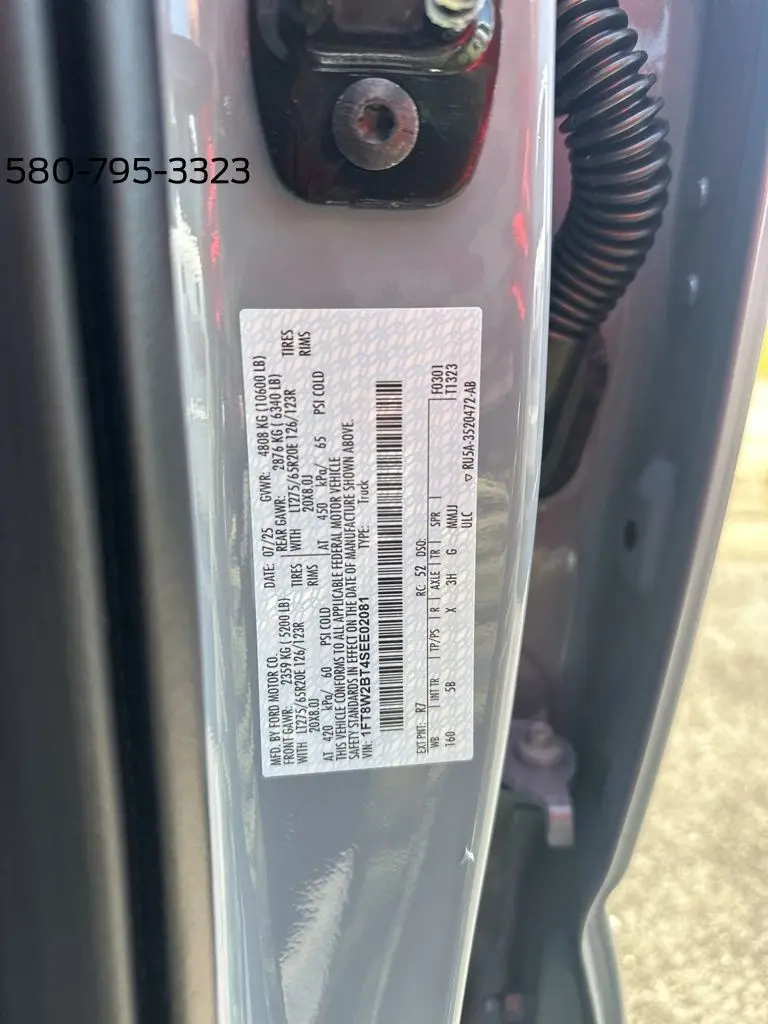 580-795-3323
MFD. BY FORD MOTOR CO.
DATE: 07/25 GVWR: 4808 KG (10600 LB)
FRONT GAWR: 2359 KG ( 5200 LB)
REAR GAWR: 2876 KG ( 6340 LB)
WITH LT275/65R20E 126/123R TIRES
WITH LT275/65R20E 126/123R TIRES
20X8.0J RIMS
20X8.0J RIMS
AT 420 kPa/ 60 PSI COLD
AT 450 kPa/ 65 PSI COLD
THIS VEHICLE CONFORMS TO ALL APPLICABLE FEDERAL MOTOR VEHICLE
SAFETY STANDARDS IN EFFECT ON THE DATE OF MANUFACTURE SHOWN ABOVE.
VIN: 1FT8W2BT4SEE02081 TYPE: Truck
EXT PNT: R7 RC: 52 DSO: F0301
WB INT TR TP/PS R AXLE TR SPR T1323
160 5B X 3H G MMJJ
ULC
RU5A-3520472-AB